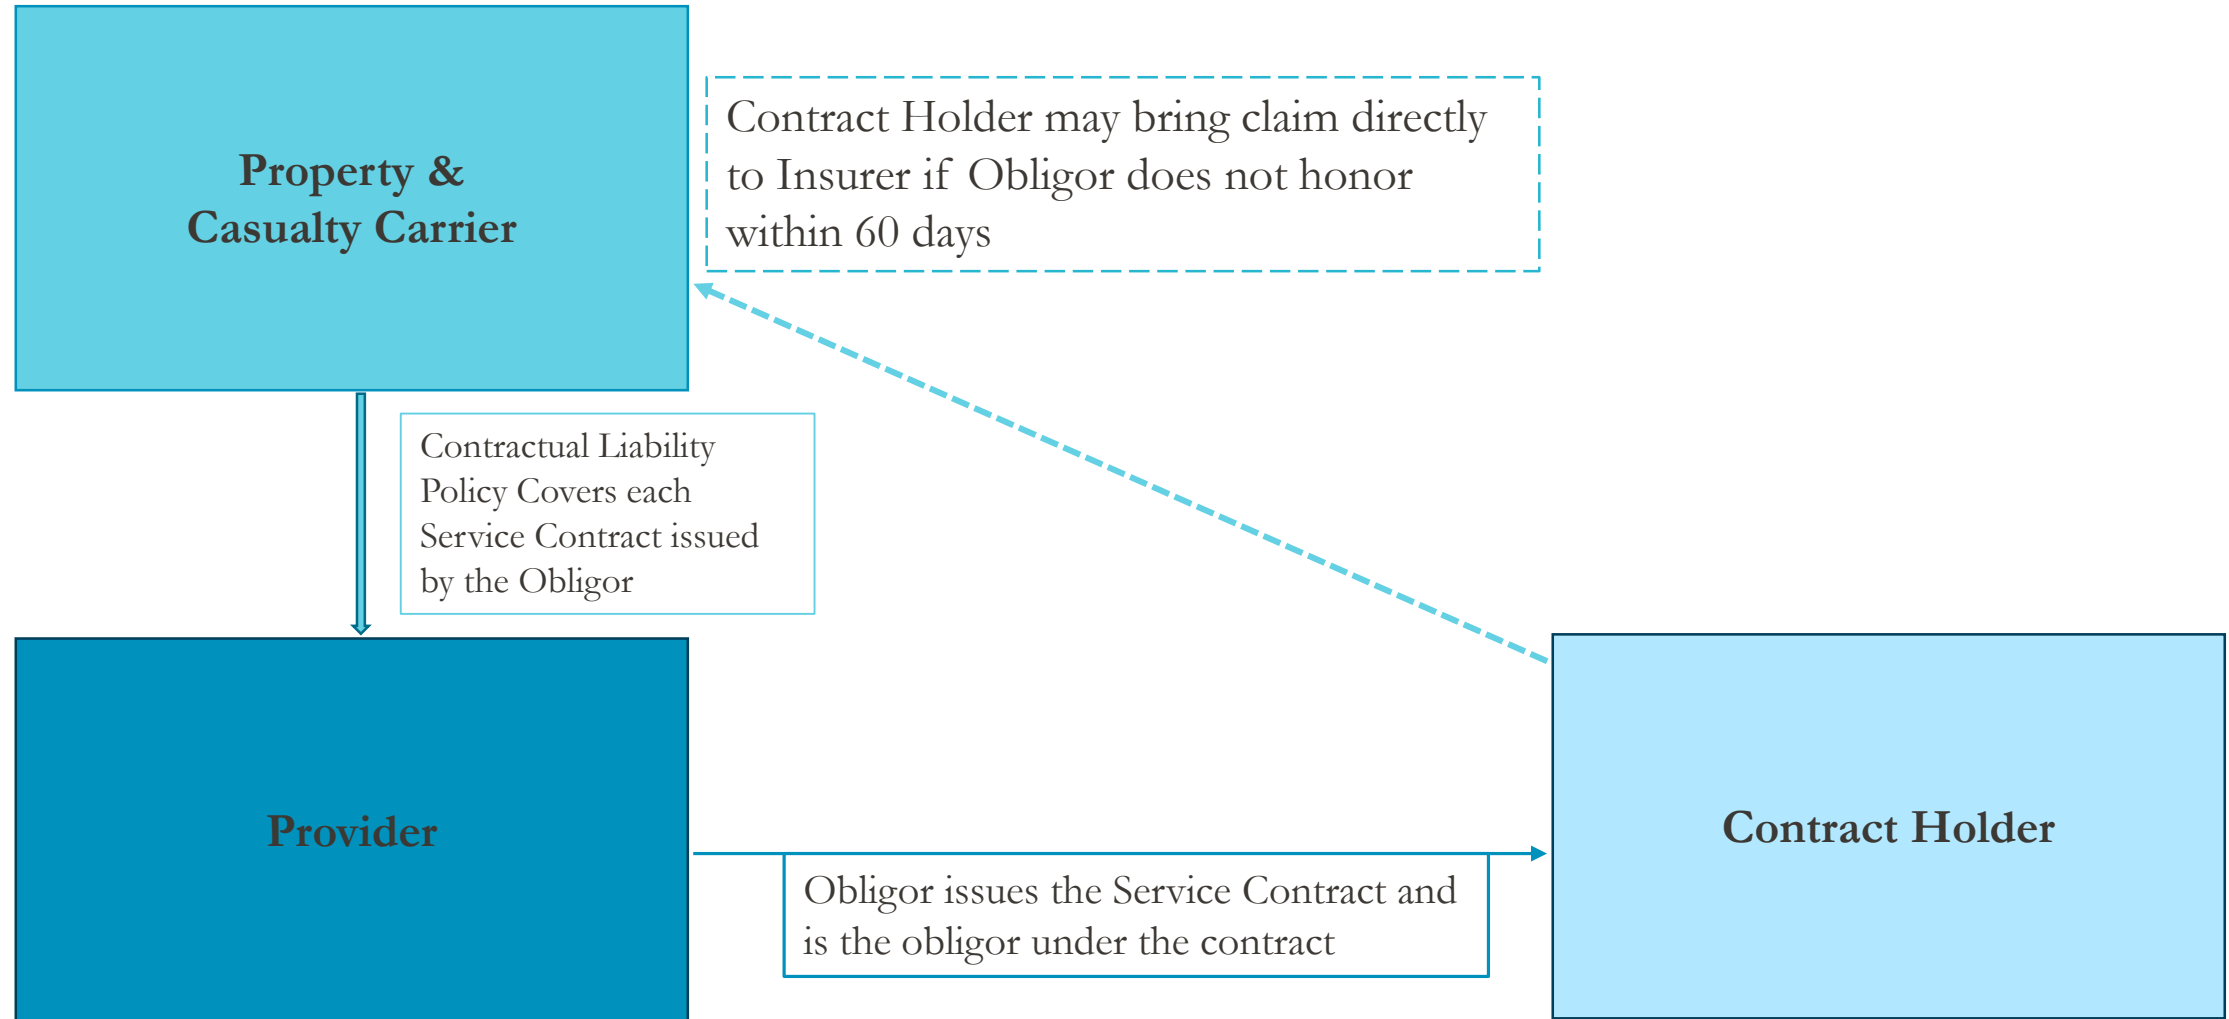 Property &
Casualty Carrier
Contract Holder may bring claim directly
to Insurer if Obligor does not honor
within 60 days
Contractual Liability
Policy Covers each
Service Contract issued
by the Obligor
Provider
Obligor issues the Service Contract and
is the obligor under the contract
Contract Holder